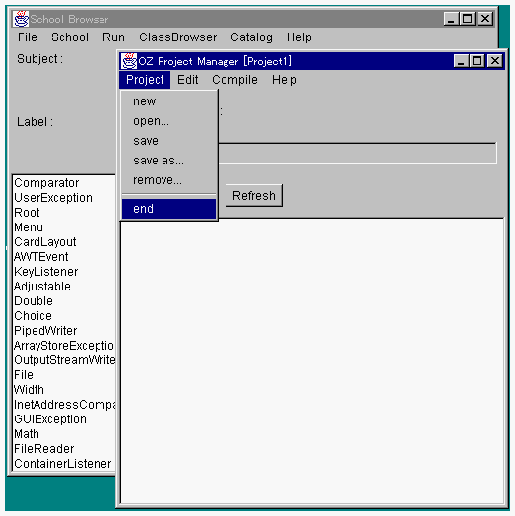 School Browser
File School Run ClassBrowser Catalog Help
Subject :
Label :
Comparator
UserException
Root
Menu
CardLayout
AWTEvent
KeyListener
Adjustable
Double
Choice
PipedWriter
ArrayStoreExceptio
OutputStreamWrite
File
Width
InetAddressCompa
GUIException
Math
FileReader
ContainerListener
OZ Project Manager [Project1]
Project Edit Compile Help
new
open...
save
save as...
remove...
end
:
Refresh